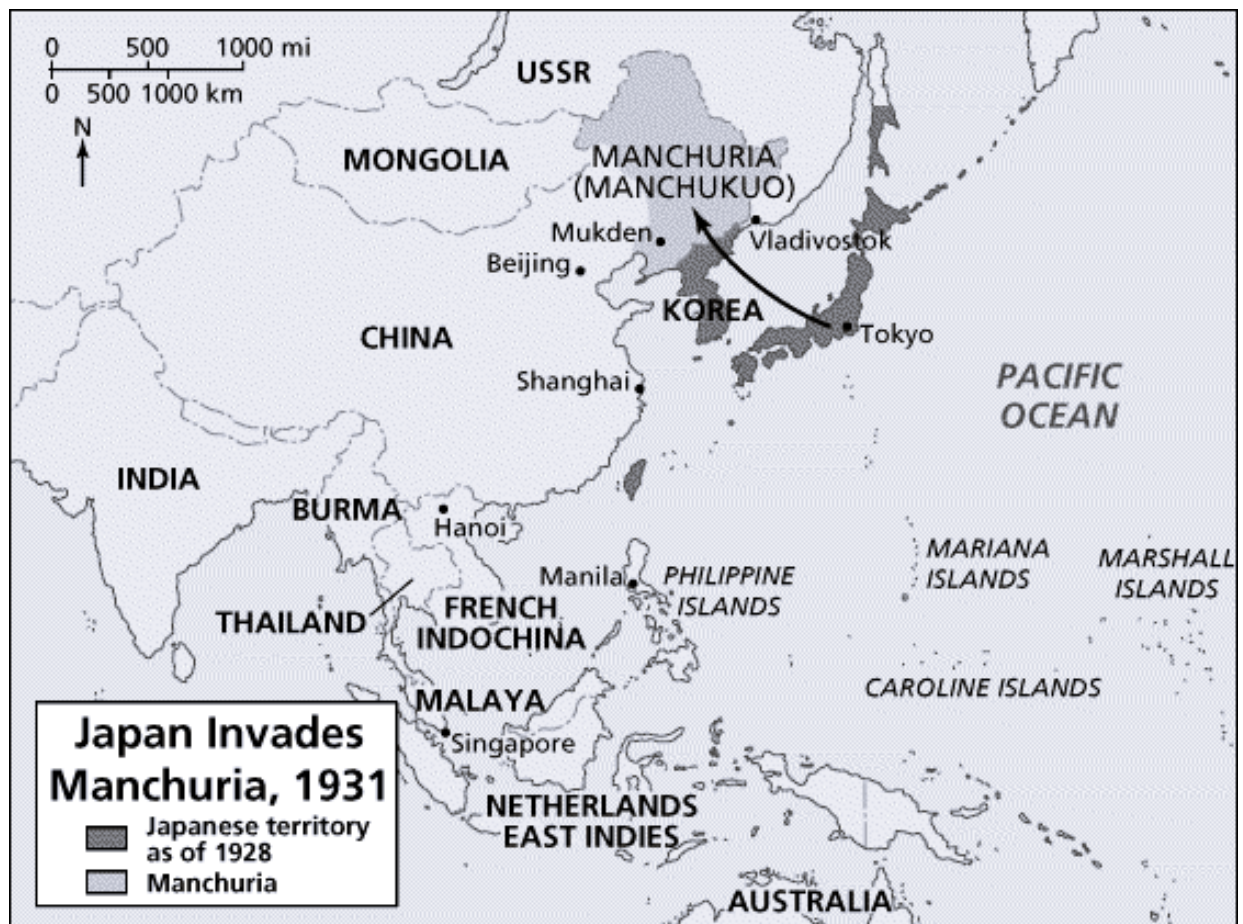 0 500 1000 mi
0 500 1000 km
N
USSR
MONGOLIA
MANCHURIA
(MANCHUKUO)
Mukden
Vladivostok
Beijing
KOREA
Tokyo
CHINA
Shanghai
PACIFIC
OCEAN
INDIA
BURMA
Hanoi
Manila
PHILIPPINE
ISLANDS
MARIANA
ISLANDS
MARSHALL
ISLANDS
THAILAND
FRENCH
INDOCHINA
CAROLINE ISLANDS
MALAYA
Singapore
NETHERLANDS
EAST INDIES
AUSTRALIA
Japan Invades
Manchuria, 1931
Japanese territory
as of 1928
Manchuria